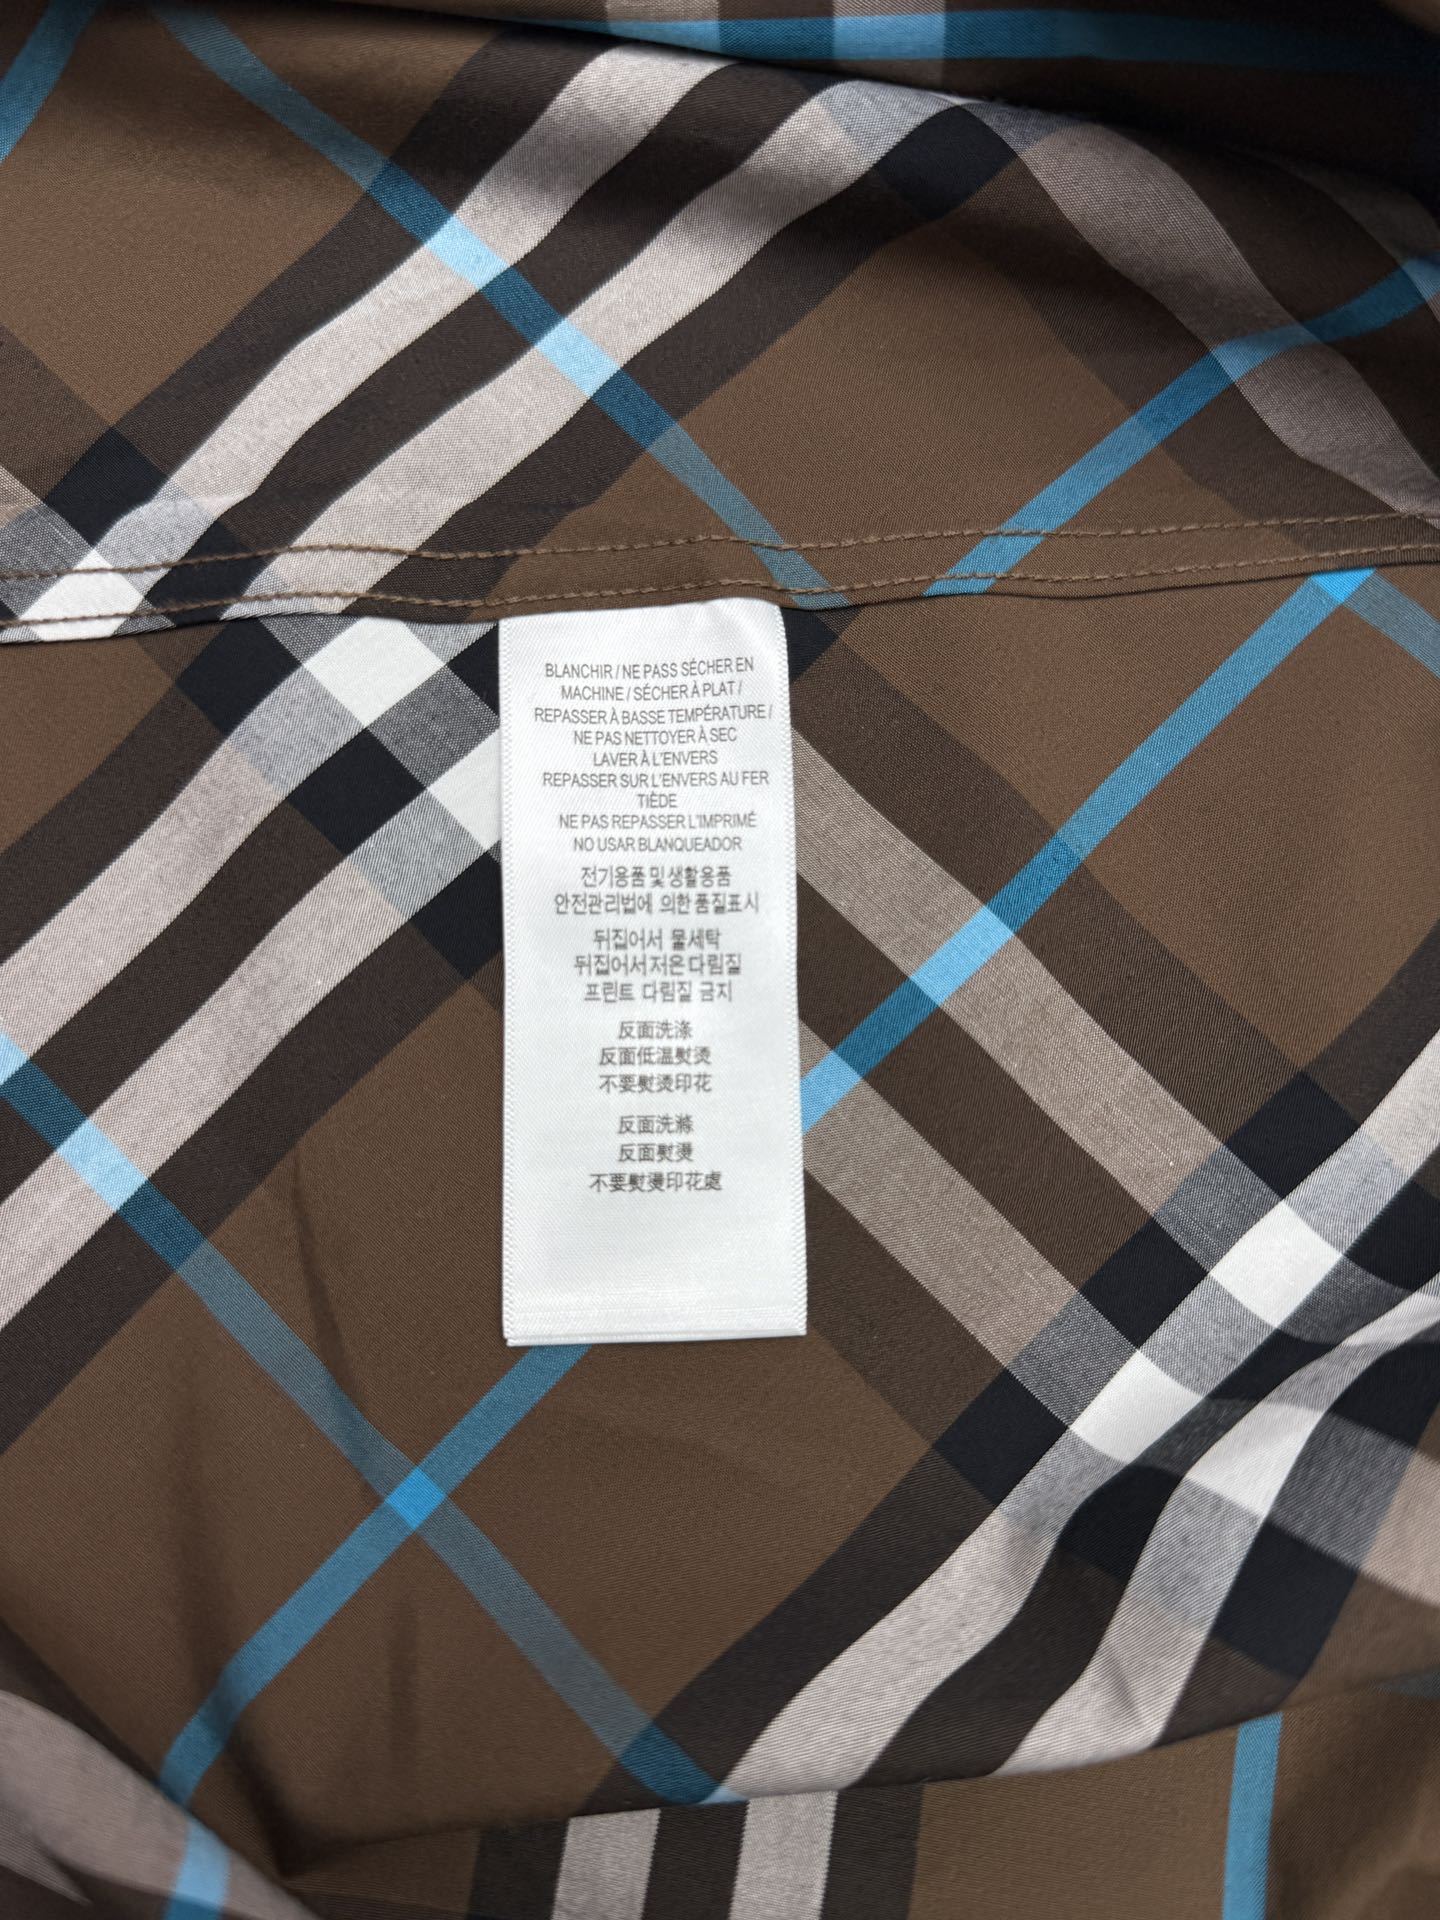 BLANCHIR / NE PASS SÉCHER EN
MACHINE / SÉCHER À PLAT /
REPASSER À BASSE TEMPÉRATURE /
NE PAS NETTOYER À SEC
LAVER À L'ENVERS
REPASSER SUR L'ENVERS AU FER
TIÈDE
NE PAS REPASSER L'IMPRIMÉ
NO USAR BLANQUEADOR
전기용품 및 생활용품
안전관리법에 의한 품질표시
뒤집어서 물세탁
뒤집어서 저온 다림질
프린트 다림질 금지
反面洗涤
反面低温熨烫
不要熨烫印花
反面洗滌
反面熨燙
不要熨燙印花處